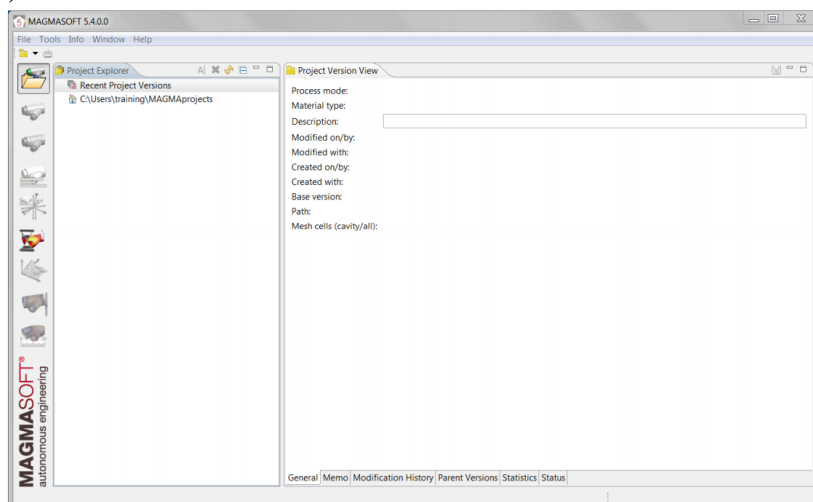 MAGMASOFT 5.4.0.0
File Tools Info Window Help
Project Explorer
Recent Project Versions
C:\Users\training\MAGMAprojects
Project Version View
Process mode:
Material type:
Description:
Modified on/by:
Modified with:
Created on/by:
Created with:
Base version:
Path:
Mesh cells (cavity/all):
General Memo Modification History Parent Versions Statistics Status
MAGMASOFT®
autonomous engineering